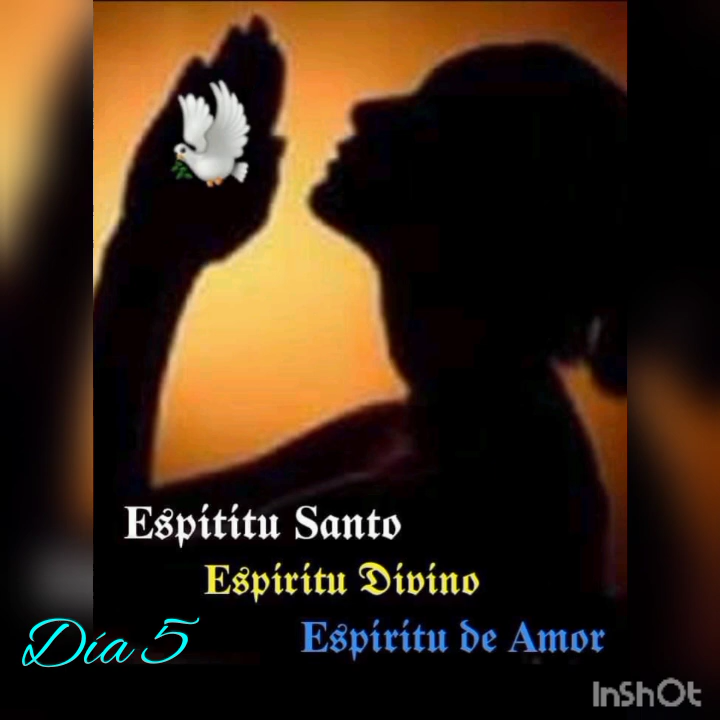 Espititu Santo
Espiritu Divino
Día 5
Espiritu de Amor
InShOt